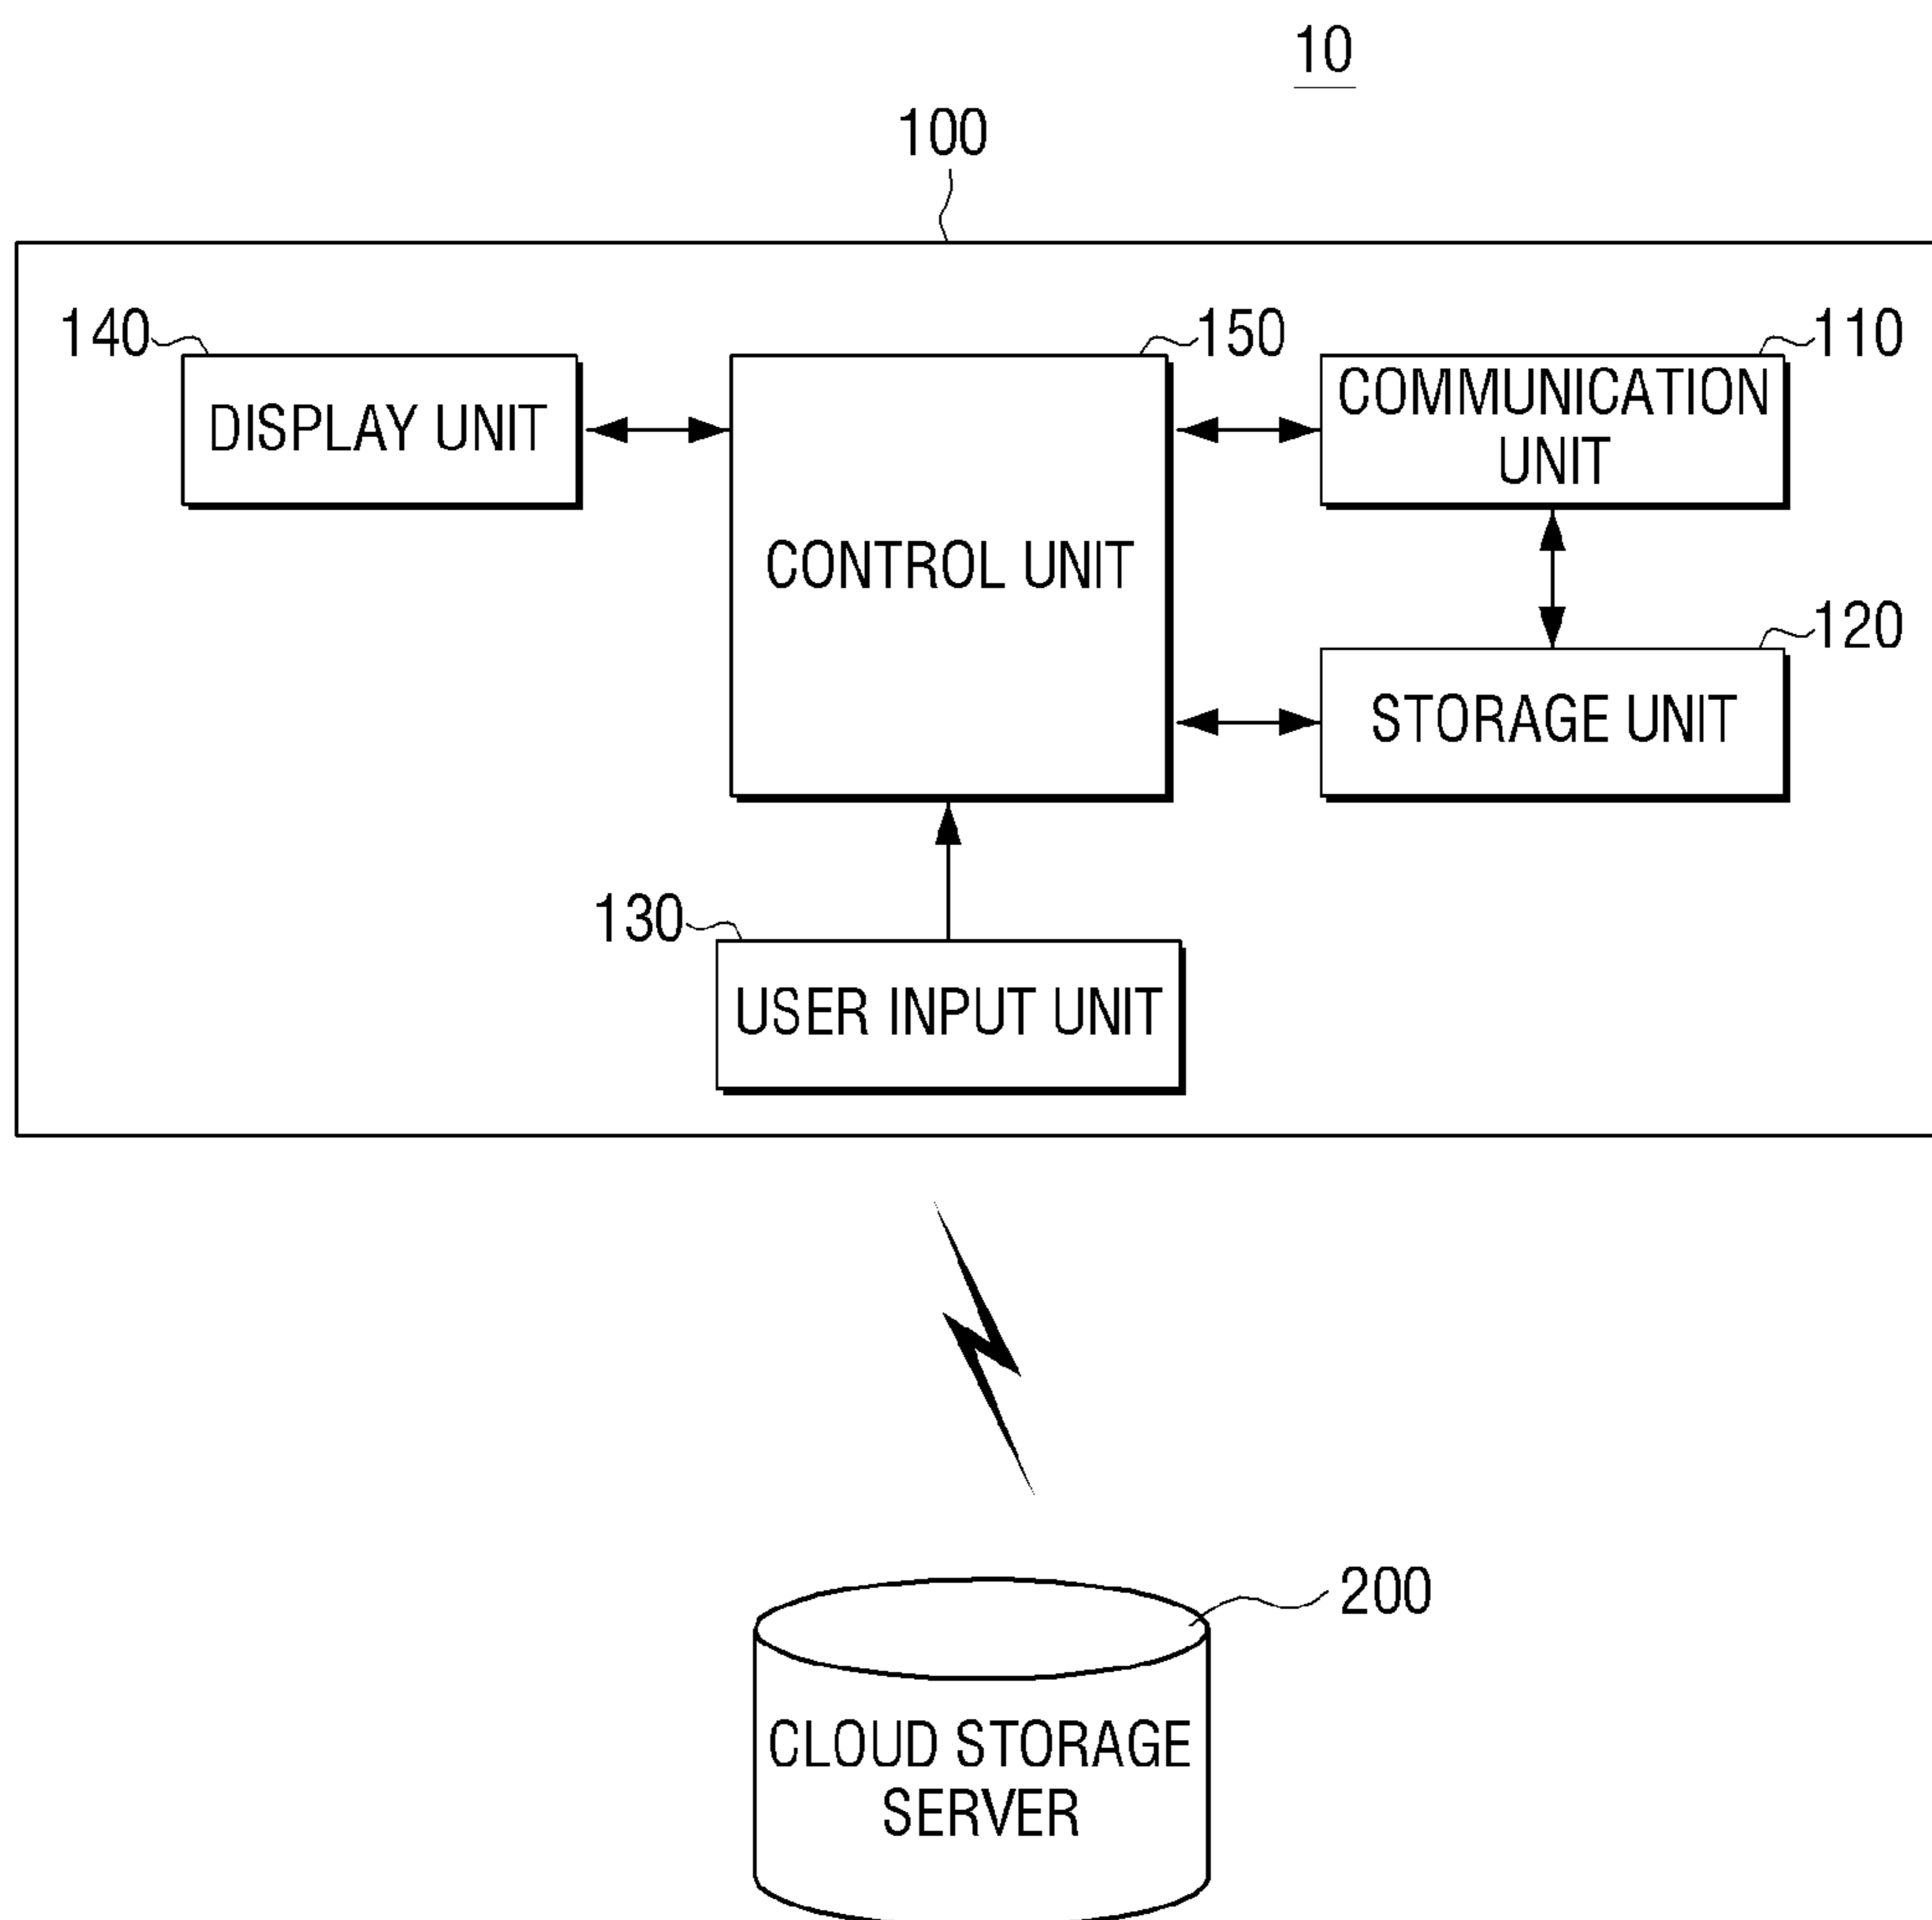 10
100
140
150
110
DISPLAY UNIT
CONTROL UNIT
COMMUNICATION
UNIT
120
STORAGE UNIT
130
USER INPUT UNIT
200
CLOUD STORAGE
SERVER